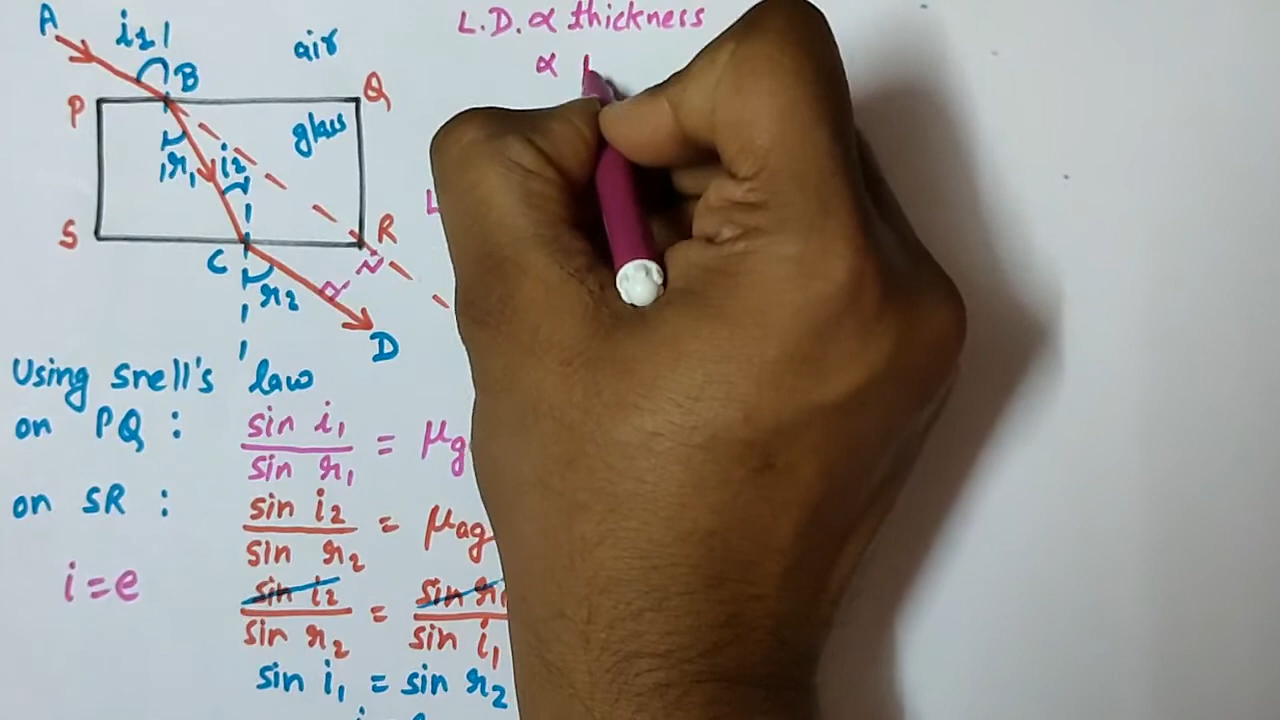 A
i1
air
B
P
Q
glass
r1
i2
S
R
C
r2
D
L.D. α thickness
α
Using snell's law
on PQ : sin i1 / sin r1 = μg
on SR : sin i2 / sin r2 = μag
i=e
sin i2 / sin r2 = sin r1 / sin i1
sin i1 = sin r2